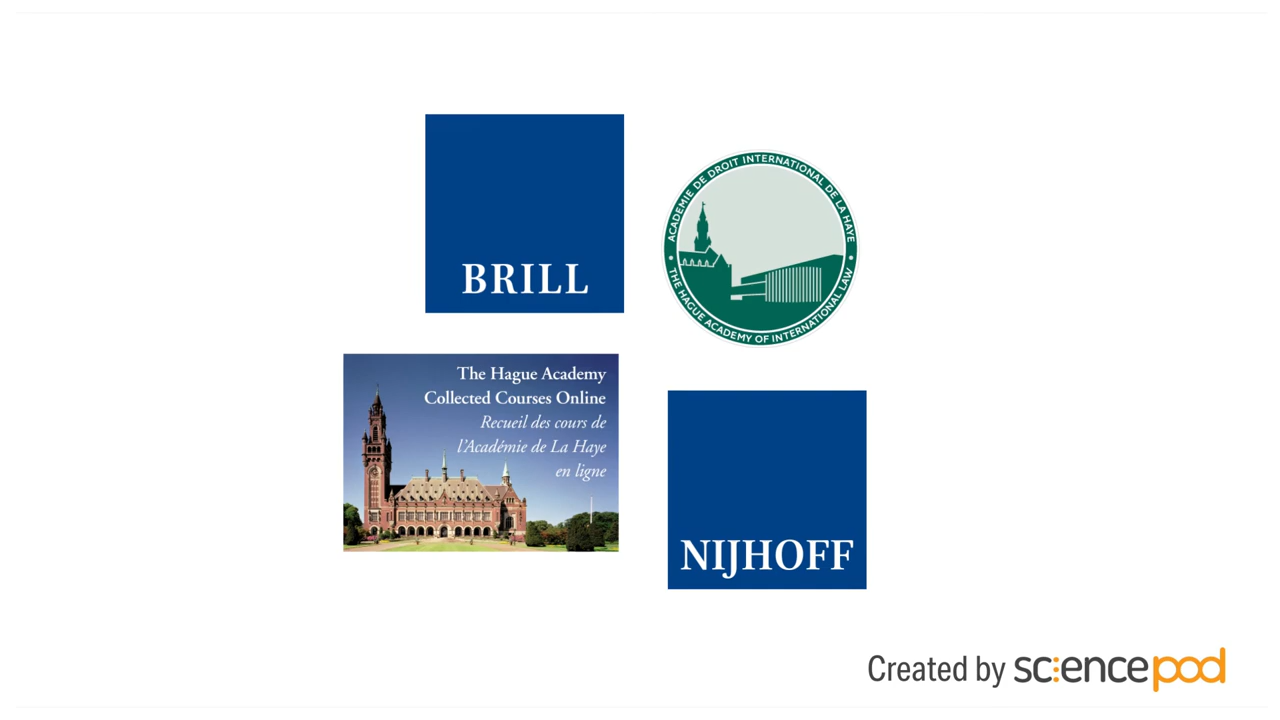 BRILL
ACADEMIE DE DROIT INTERNATIONAL DE LA HAYE
THE HAGUE ACADEMY OF INTERNATIONAL LAW
The Hague Academy
Collected Courses Online
Recueil des cours de
l'Académie de La Haye
en ligne
NIJHOFF
Created by sciencepod